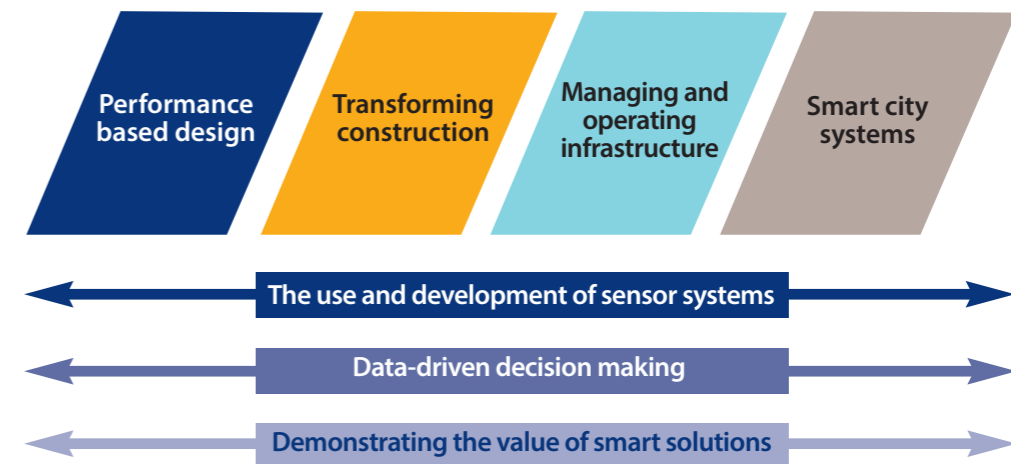 Performance
based design
Transforming
construction
Managing and
operating
infrastructure
Smart city
systems
The use and development of sensor systems
Data-driven decision making
Demonstrating the value of smart solutions